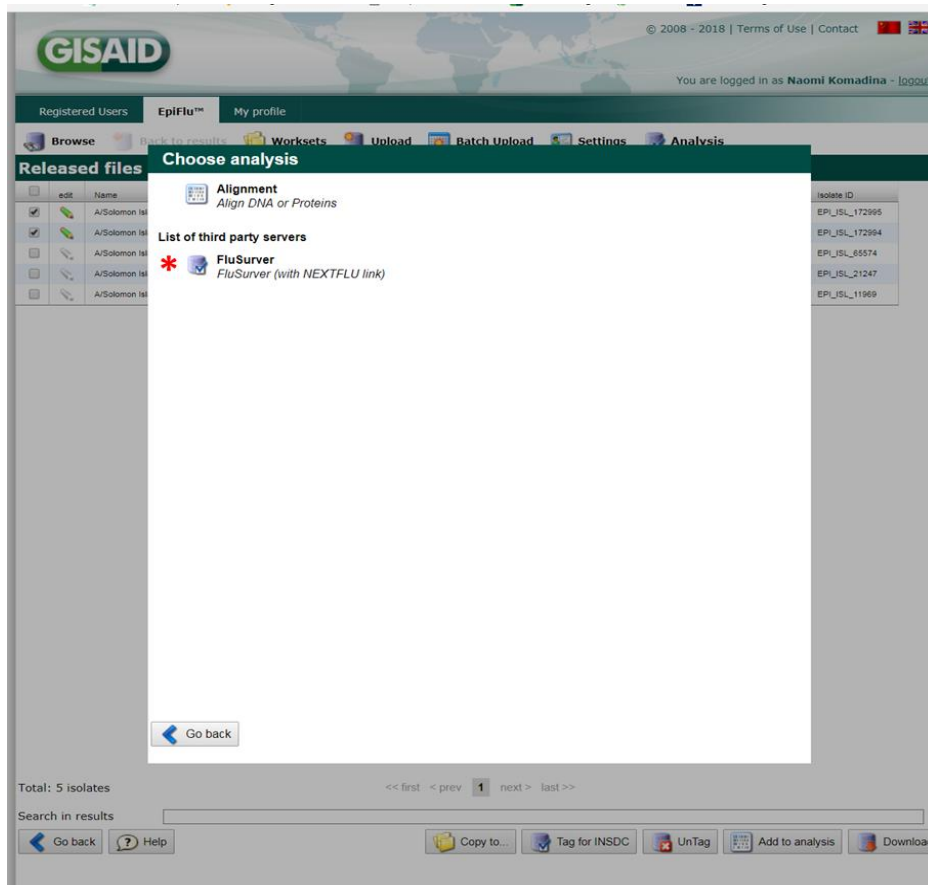 © 2008 - 2018 | Terms of Use | Contact
GISAID
You are logged in as Naomi Komadina - logout
Registered Users EpiFlu™ My profile
Browse Back to results Worksets Upload Batch Upload Settings Analysis
Released files
Choose analysis
edit Name Isolate ID
Alignment
Align DNA or Proteins
A/Solomon Isl EPI_ISL_172995
A/Solomon Isl EPI_ISL_172994
List of third party servers
A/Solomon Isl EPI_ISL_65574
* FluSurver
FluSurver (with NEXTFLU link)
A/Solomon Isl EPI_ISL_21247
A/Solomon Isl EPI_ISL_11969
Go back
Total: 5 isolates << first < prev 1 next > last >>
Search in results
Go back Help Copy to... Tag for INSDC UnTag Add to analysis Downloa